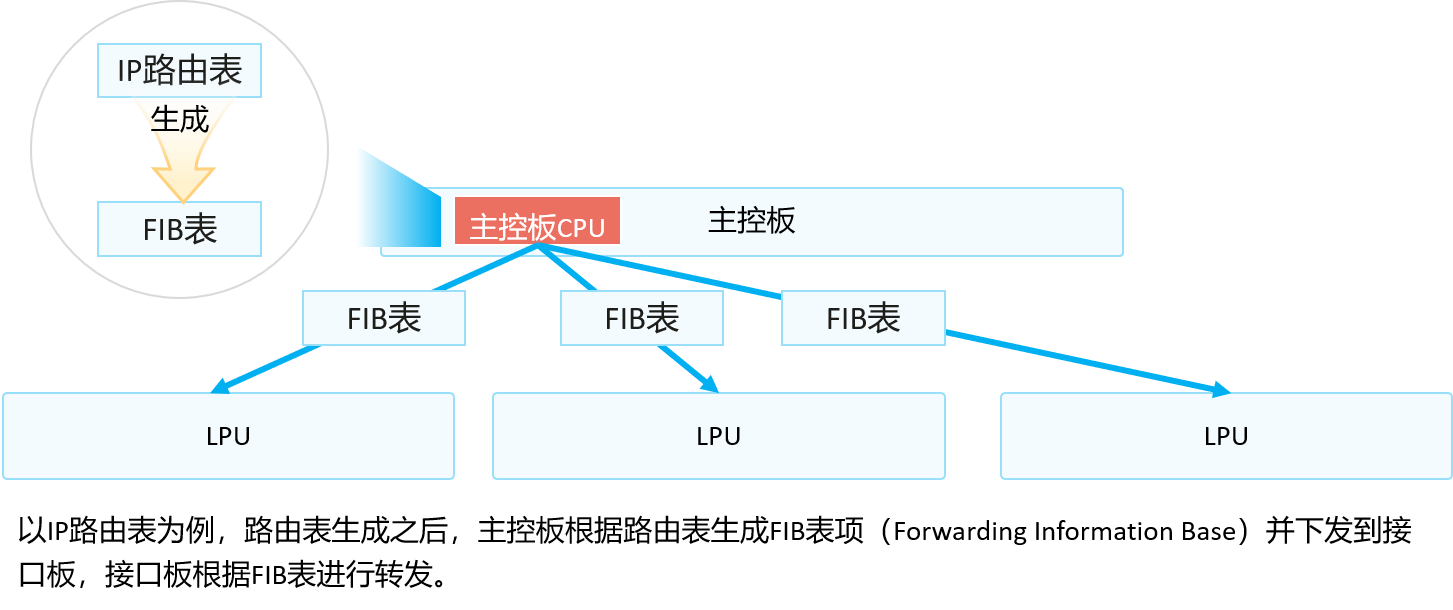 IP路由表
生成
FIB表
主控板CPU
主控板
FIB表
FIB表
FIB表
LPU
LPU
LPU
以IP路由表为例，路由表生成之后，主控板根据路由表生成FIB表项（Forwarding Information Base）并下发到接
口板，接口板根据FIB表进行转发。